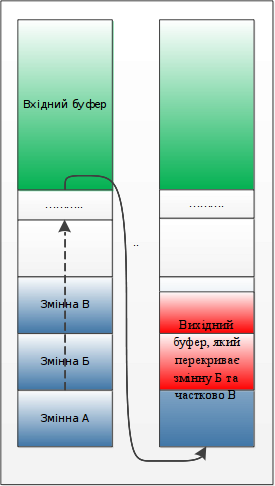 Вхідний буфер
...........
Змінна В
Змінна Б
Змінна А
..
..........
Вихідний
буфер, який
перекриває
змінну Б та
частково В